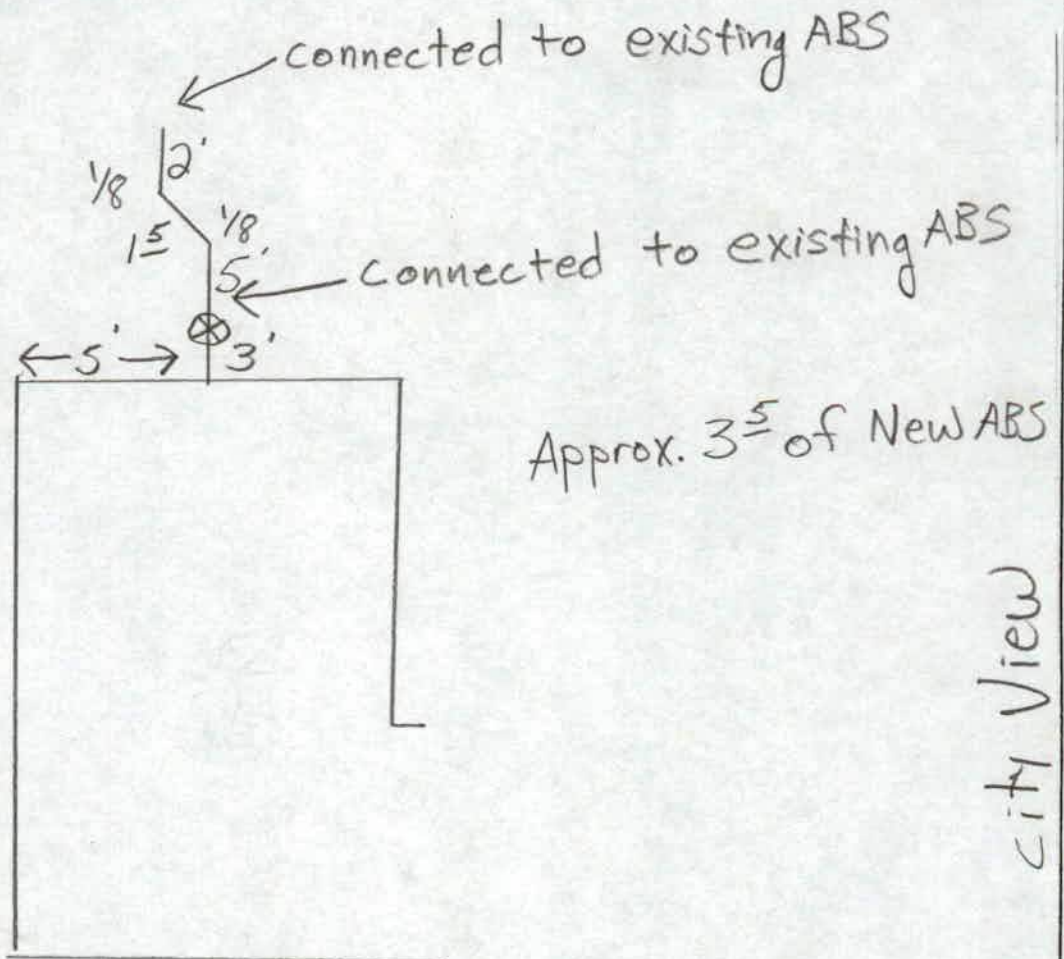 connected to existing ABS
2'
1/8
1/8
1 5
5'
connected to existing ABS
5'
3'
Approx. 3 5 of New ABS
City View